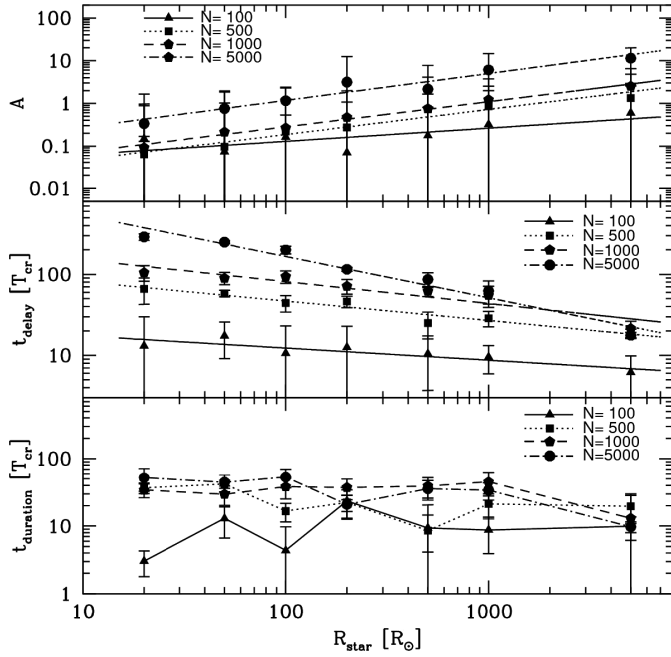 100
10
1
0.1
0.01
A
N= 100
N= 500
N= 1000
N= 5000
100
10
t_delay [T_cr]
N= 100
N= 500
N=1000
N=5000
100
10
1
t_duration [T_cr]
N= 100
N= 500
N=1000
N=5000
10
100
1000
R_star [R_⊙]